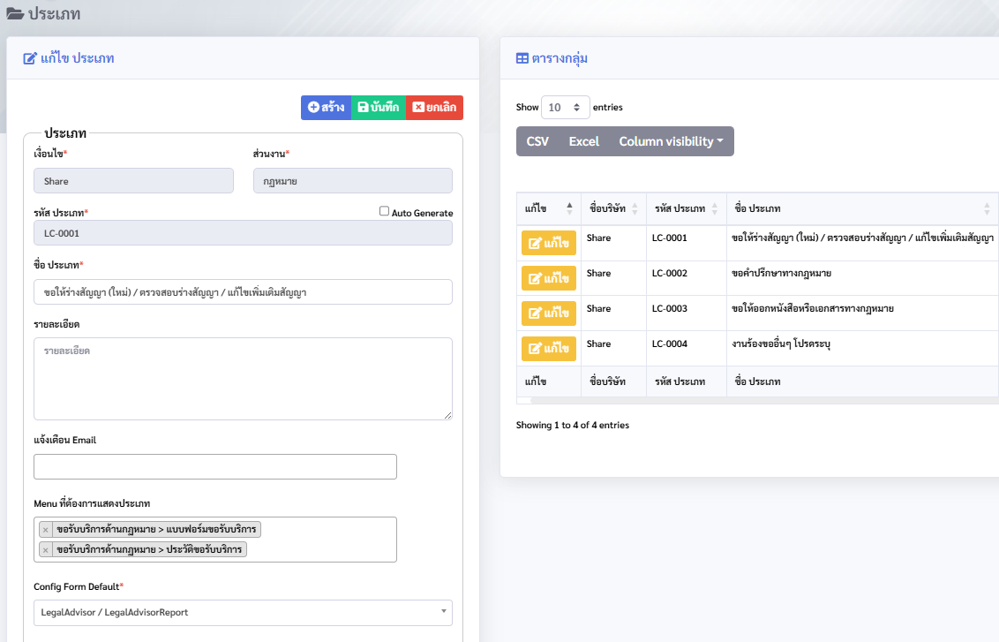 ประเภท
แก้ไข ประเภท
สร้าง บันทึก ยกเลิก
ประเภท
เงื่อนไข* ส่วนงาน*
Share กฎหมาย
รหัส ประเภท* Auto Generate
LC-0001
ชื่อ ประเภท*
ขอให้ร่างสัญญา (ใหม่) / ตรวจสอบร่างสัญญา / แก้ไขเพิ่มเติมสัญญา
รายละเอียด
รายละเอียด
แจ้งเตือน Email
Menu ที่ต้องการแสดงประเภท
× ขอรับบริการด้านกฎหมาย > แบบฟอร์มขอรับบริการ
× ขอรับบริการด้านกฎหมาย > ประวัติขอรับบริการ
Config Form Default*
LegalAdvisor / LegalAdvisorReport
ตารางกลุ่ม
Show 10 entries
CSV Excel Column visibility
แก้ไข ชื่อบริษัท รหัส ประเภท ชื่อ ประเภท
แก้ไข Share LC-0001 ขอให้ร่างสัญญา (ใหม่) / ตรวจสอบร่างสัญญา / แก้ไขเพิ่มเติมสัญญา
แก้ไข Share LC-0002 ขอคำปรึกษาทางกฎหมาย
แก้ไข Share LC-0003 ขอให้ออกหนังสือหรือเอกสารทางกฎหมาย
แก้ไข Share LC-0004 งานร้องขออื่นๆ โปรดระบุ
แก้ไข ชื่อบริษัท รหัส ประเภท ชื่อ ประเภท
Showing 1 to 4 of 4 entries